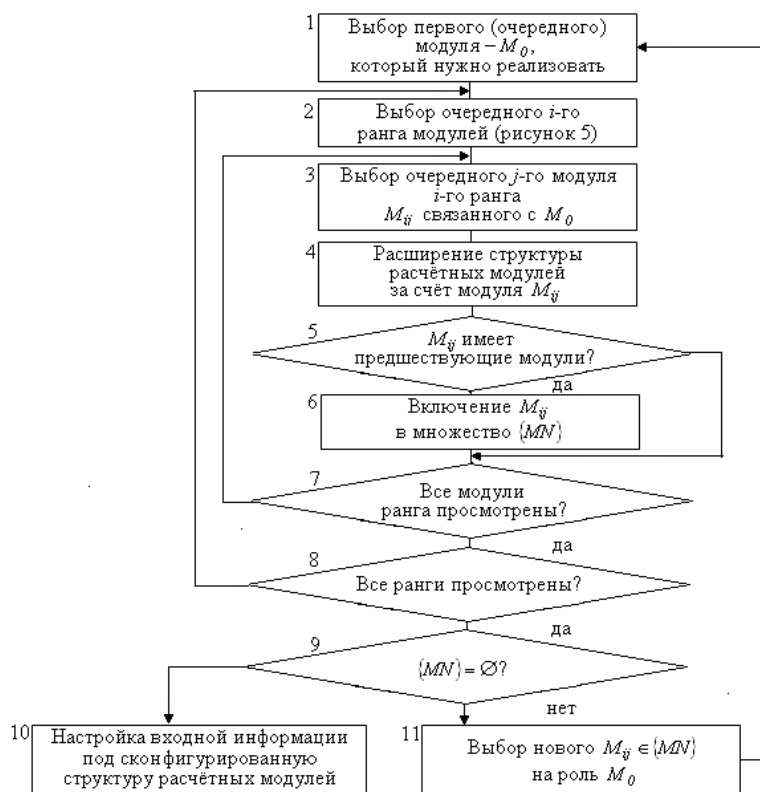 1
Выбор первого (очередного)
модуля – M0,
который нужно реализовать
2
Выбор очередного i-го
ранга модулей (рисунок 5)
3
Выбор очередного j-го модуля
i-го ранга
Mij связанного с M0
4
Расширение структуры
расчётных модулей
за счёт модуля Mij
5
Mij имеет
предшествующие модули?
да
6
Включение Mij
в множество {MN}
7
Все модули
ранга просмотрены?
да
8
Все ранги просмотрены?
да
9
{MN} = Ø?
нет
10
Настройка входной информации
под сконфигурированную
структуру расчётных модулей
11
Выбор нового Mij ∈ {MN}
на роль M0